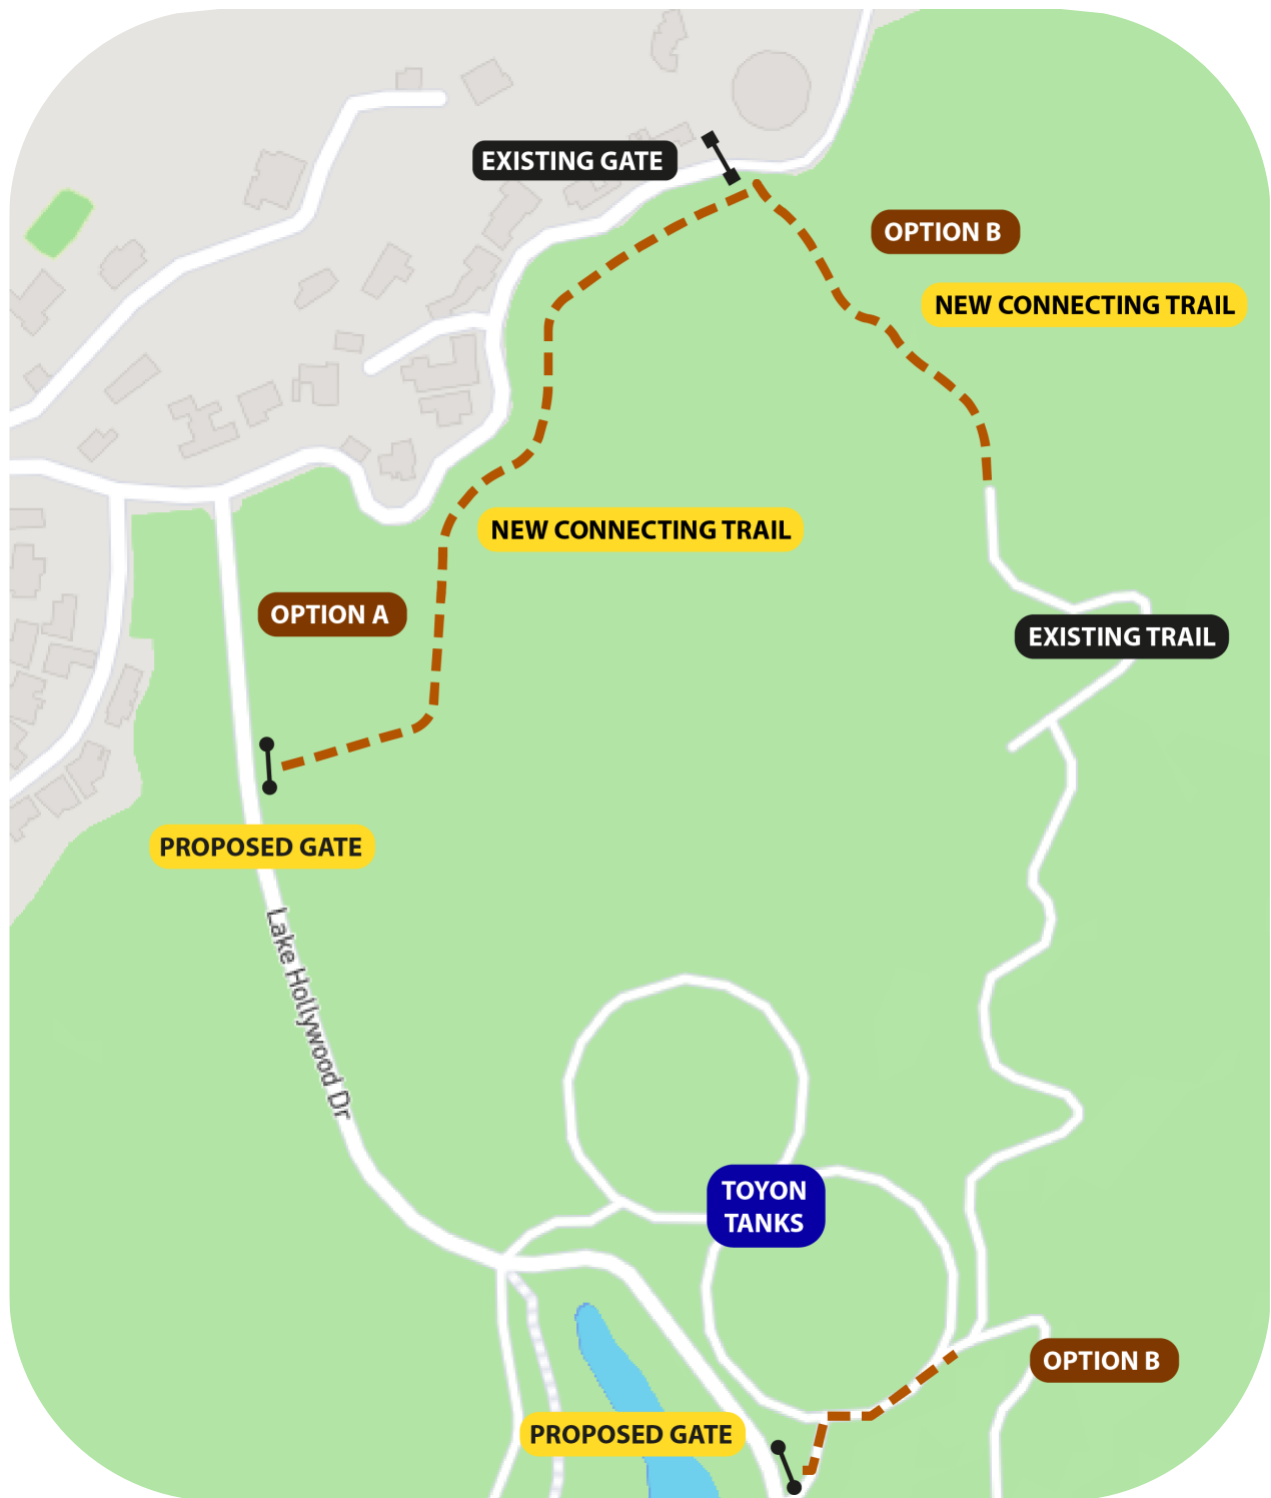 EXISTING GATE
OPTION B
NEW CONNECTING TRAIL
NEW CONNECTING TRAIL
OPTION A
EXISTING TRAIL
PROPOSED GATE
Lake Hollywood Dr
TOYON
TANKS
OPTION B
PROPOSED GATE